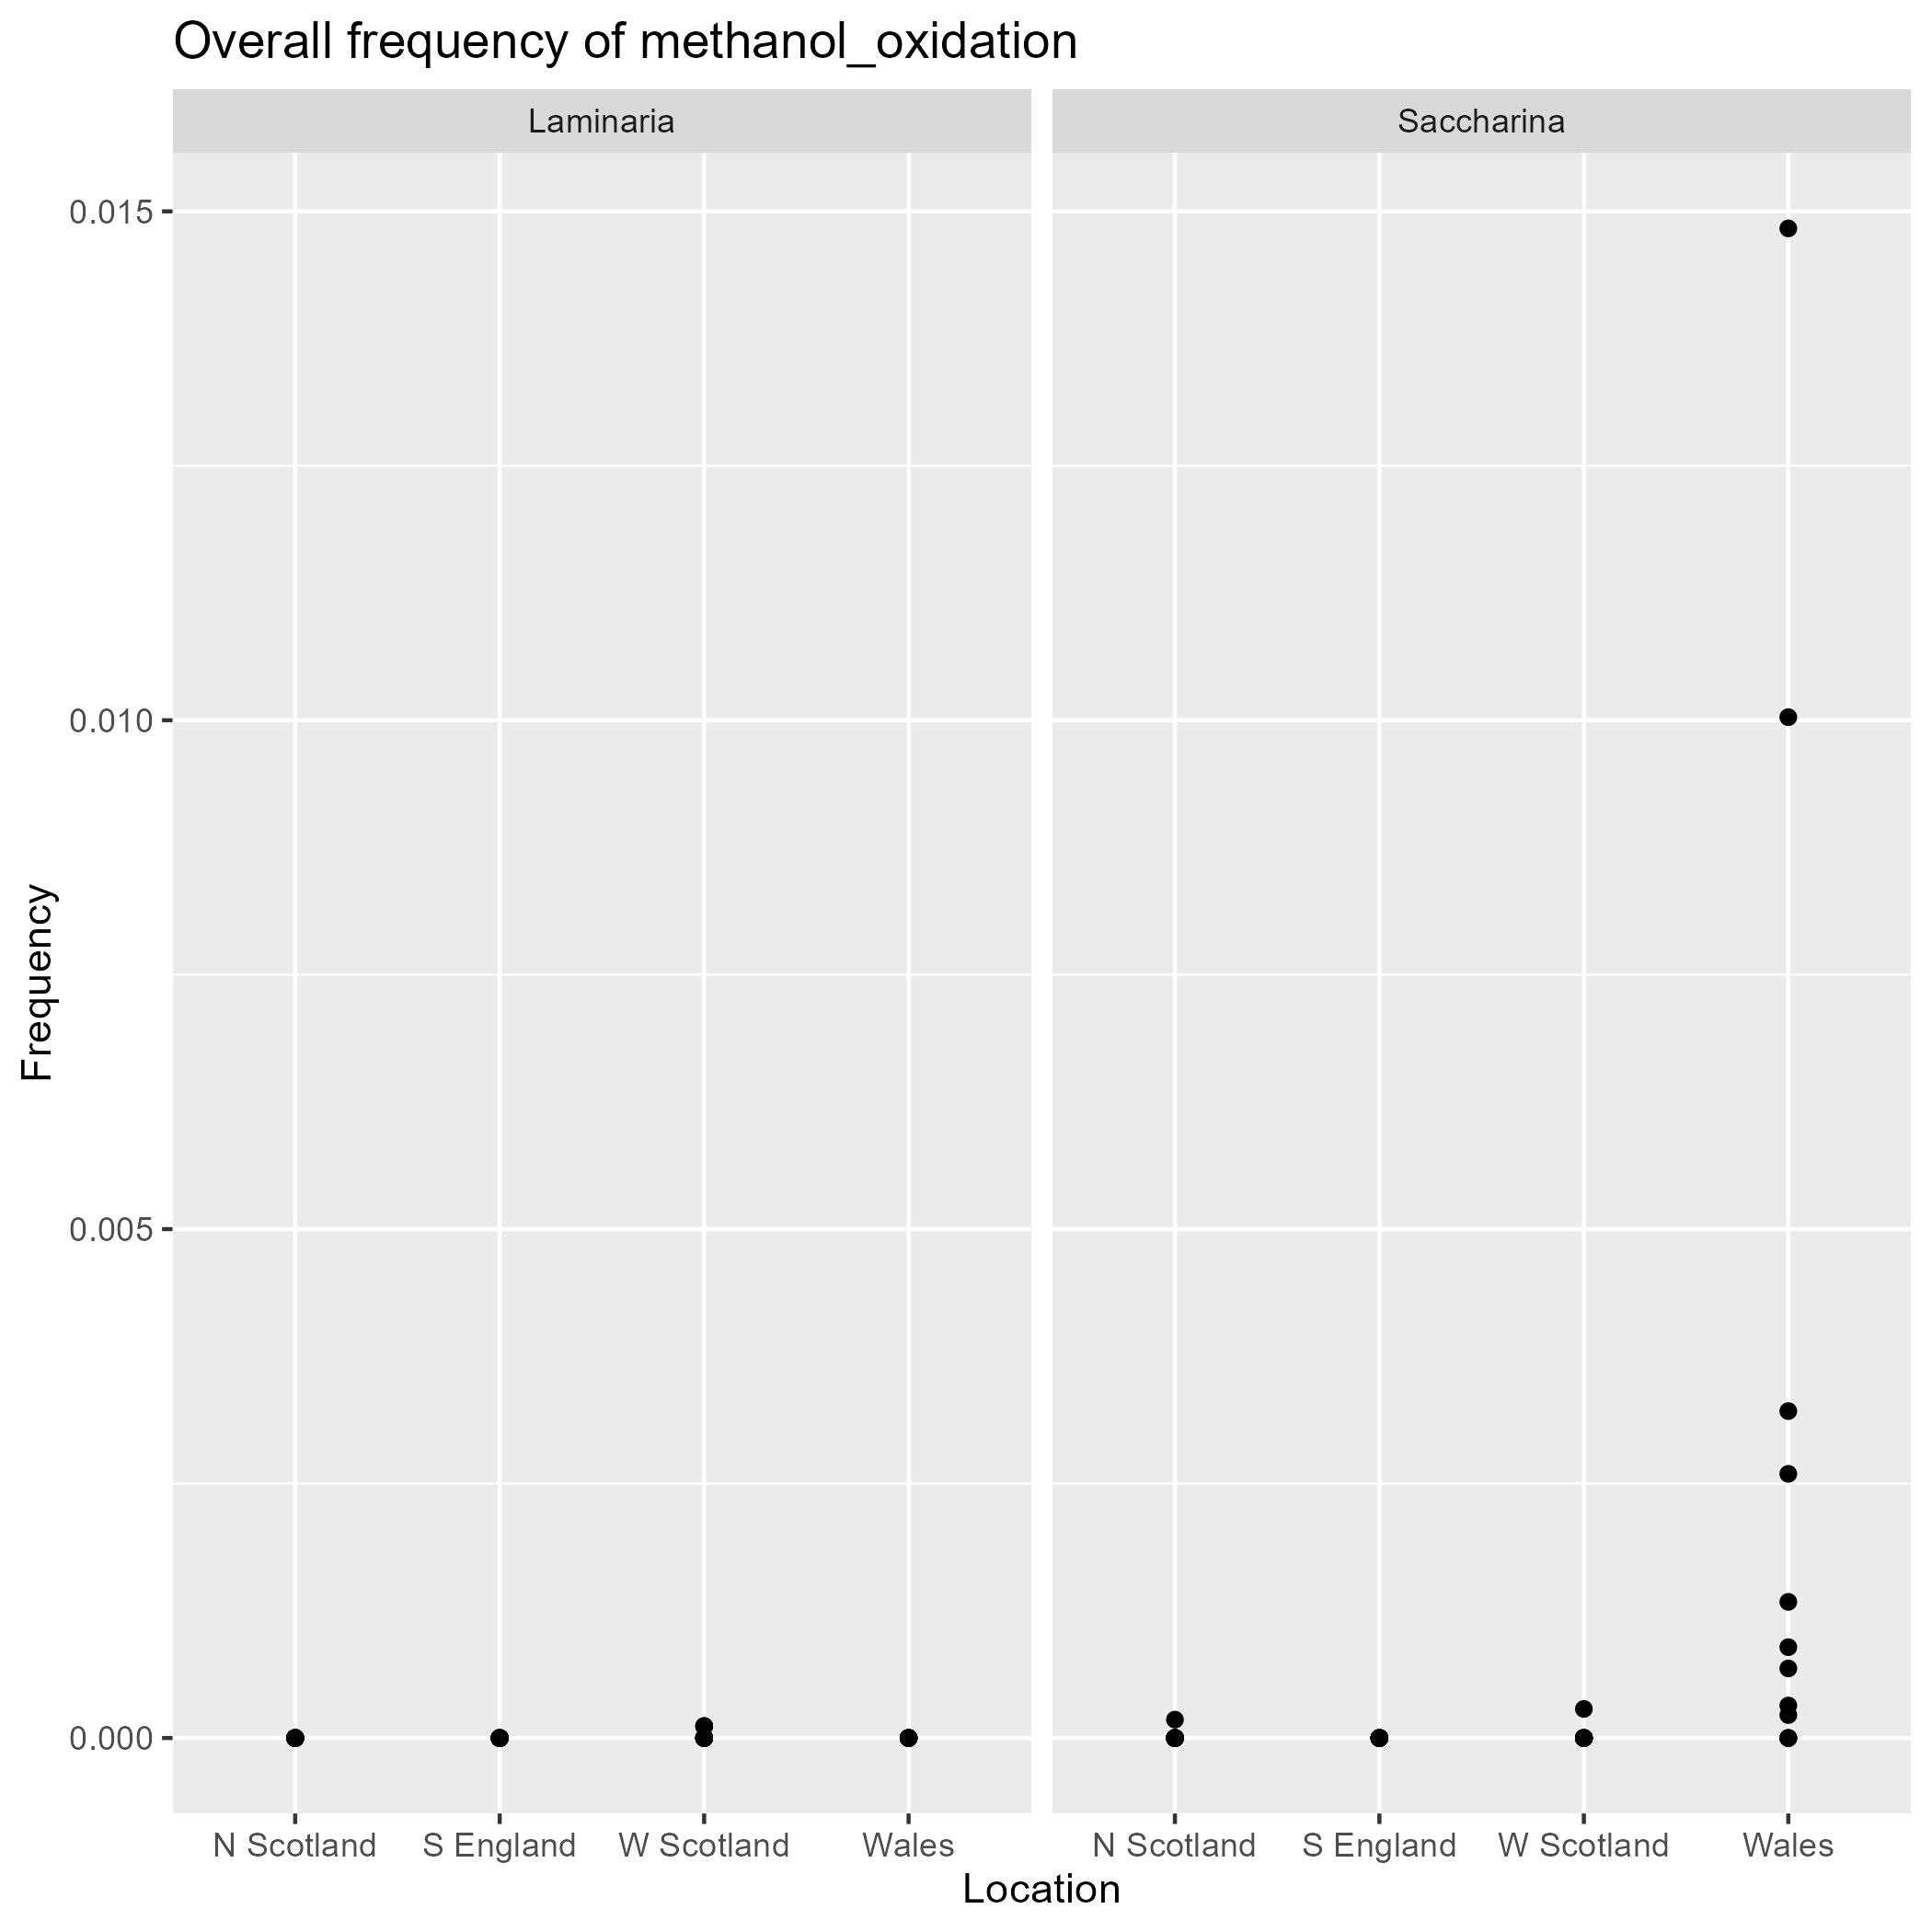 Overall frequency of methanol_oxidation
Laminaria
Saccharina
0.015
0.010
0.005
0.000
Frequency
N Scotland S England W Scotland Wales
N Scotland S England W Scotland Wales
Location